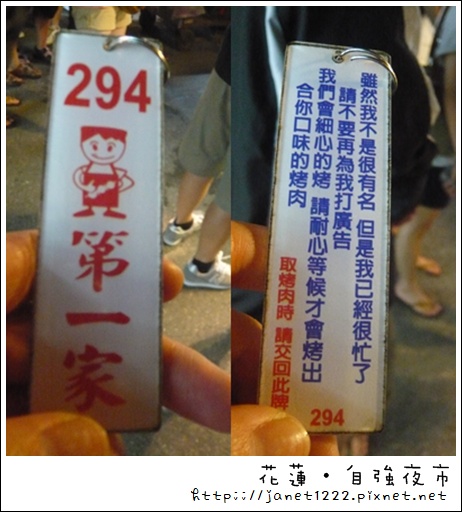 294
第一家
雖然我不是很有名 但是我已經很忙了
請不要再為我打廣告
我們會細心的烤 請耐心等候才會烤出
合你口味的烤肉
取烤肉時 請交回此牌
294
花蓮・自強夜市
http://janet1222.pixnet.net